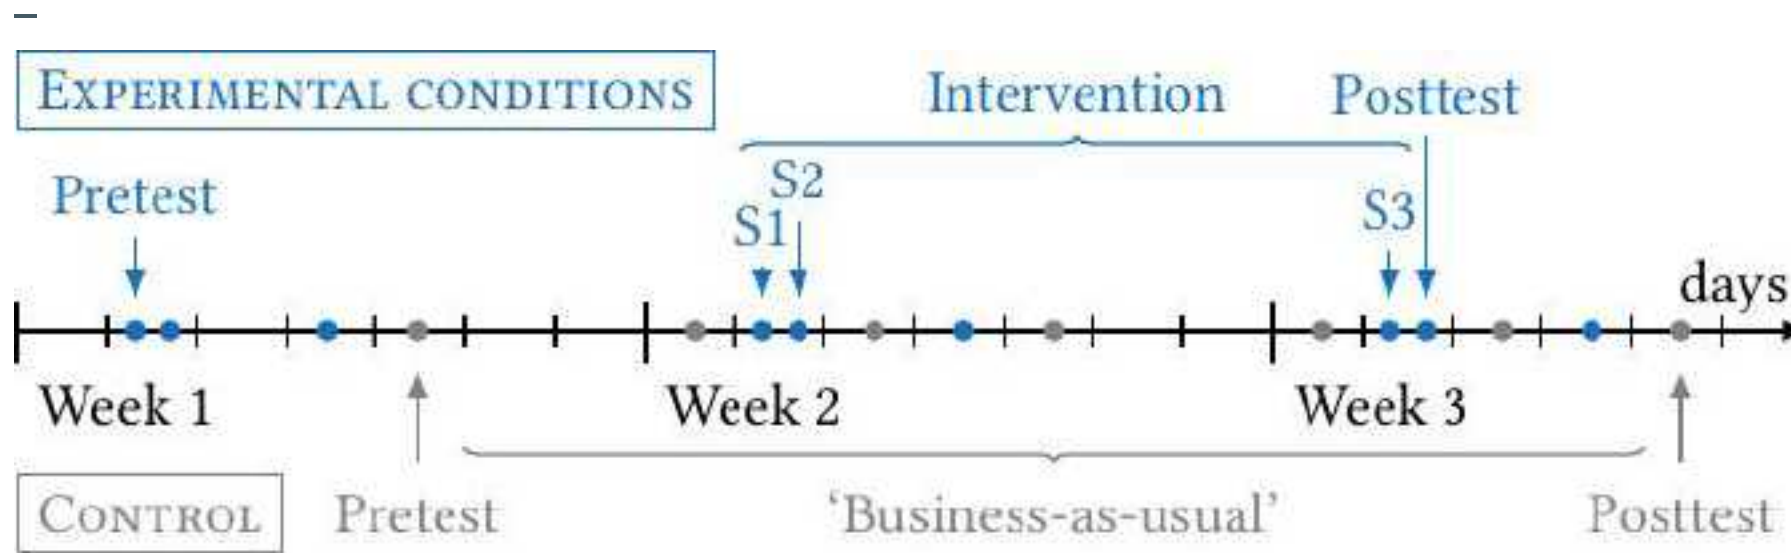 EXPERIMENTAL CONDITIONS
Intervention
Posttest
Pretest
S2
S1
S3
days
Week 1
Week 2
Week 3
CONTROL
Pretest
‘Business-as-usual’
Posttest